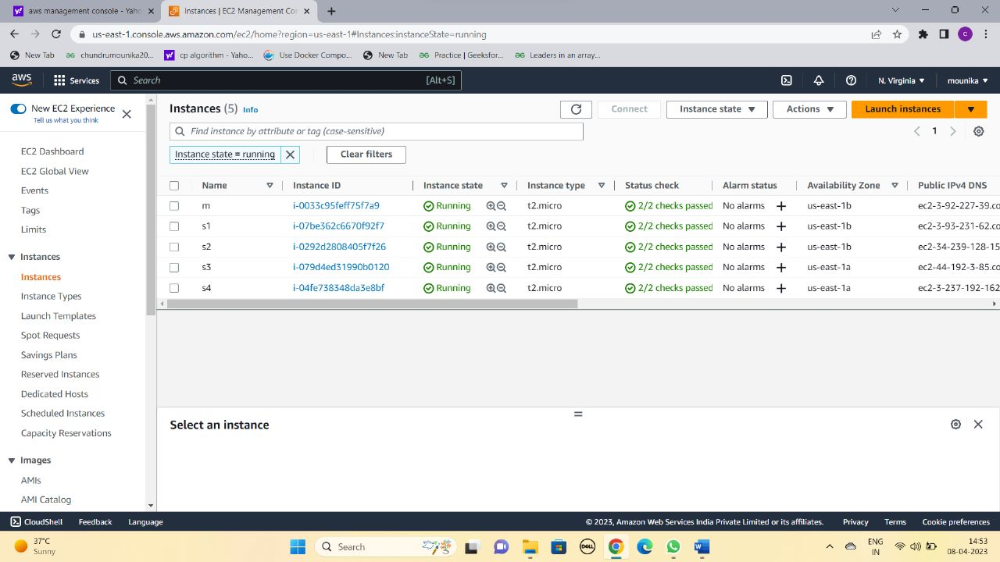 aws management console - Yaho
Instances | EC2 Management Con
us-east-1.console.aws.amazon.com/ec2/home?region=us-east-1#Instances:instanceState=running
C
New Tab
chundrumounika20...
cp algorithm - Yaho...
Use Docker Compo...
New Tab
Practice | Geeksfor...
Leaders in an array...
aws
Services
Search
[Alt+S]
N. Virginia
mounika
New EC2 Experience
Tell us what you think
EC2 Dashboard
EC2 Global View
Events
Tags
Limits
Instances
Instances
Instance Types
Launch Templates
Spot Requests
Savings Plans
Reserved Instances
Dedicated Hosts
Scheduled Instances
Capacity Reservations
Images
AMIs
AMI Catalog
Instances (5) Info
Connect
Instance state
Actions
Launch instances
Find instance by attribute or tag (case-sensitive)
1
Instance state = running
Clear filters
Name Instance ID Instance state Instance type Status check Alarm status Availability Zone Public IPv4 DNS
m i-0033c95feff75f7a9 Running t2.micro 2/2 checks passed No alarms + us-east-1b ec2-3-92-227-39.co
s1 i-07be362c6670f92f7 Running t2.micro 2/2 checks passed No alarms + us-east-1b ec2-3-93-231-62.co
s2 i-0292d2808405f7f26 Running t2.micro 2/2 checks passed No alarms + us-east-1b ec2-34-239-128-15
s3 i-079d4ed31990b0120 Running t2.micro 2/2 checks passed No alarms + us-east-1a ec2-44-192-3-85.co
s4 i-04fe738348da3e8bf Running t2.micro 2/2 checks passed No alarms + us-east-1a ec2-3-237-192-162
Select an instance
CloudShell
Feedback
Language
© 2023, Amazon Web Services India Private Limited or its affiliates.
Privacy
Terms
Cookie preferences
37°C
Sunny
Search
DELL
ENG
IN
14:53
08-04-2023